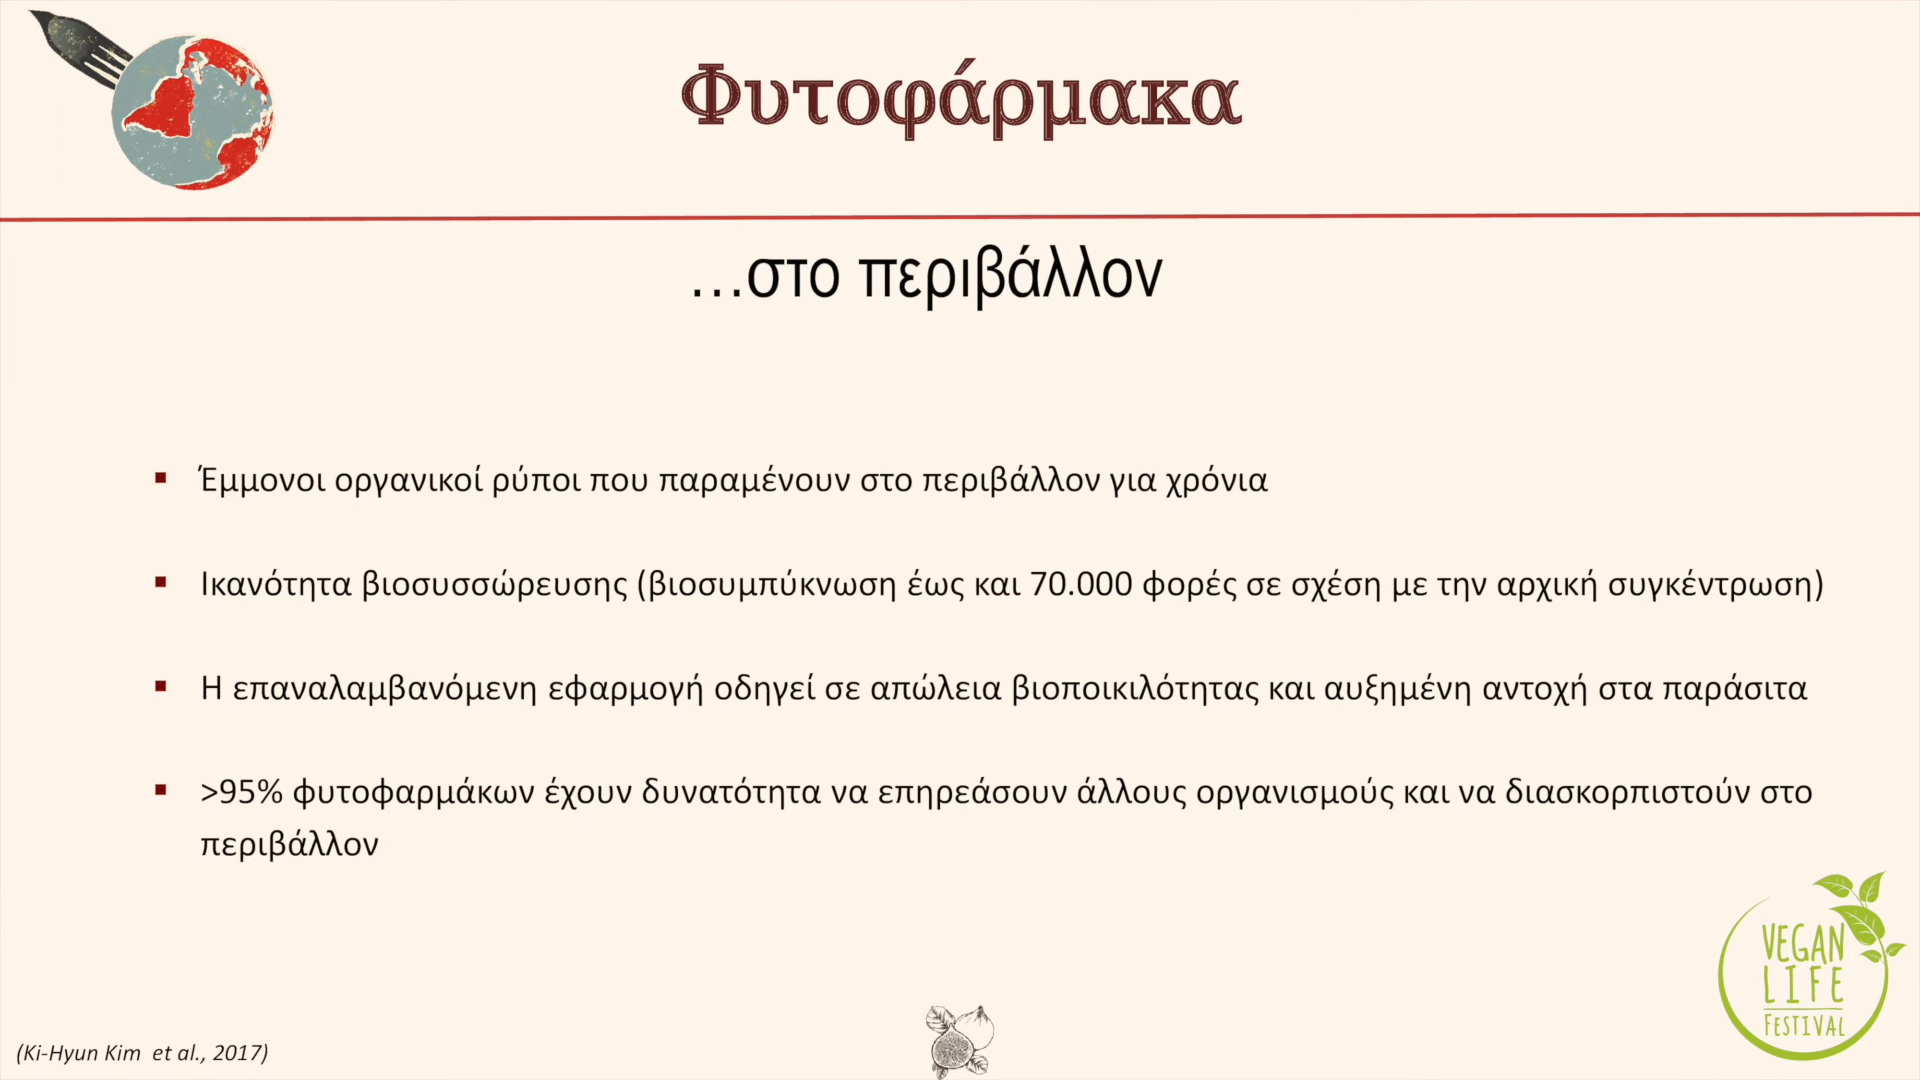 Φυτοφάρμακα
...στο περιβάλλον
▪ Έμμονοι οργανικοί ρύποι που παραμένουν στο περιβάλλον για χρόνια
▪ Ικανότητα βιοσυσσώρευσης (βιοσυμπύκνωση έως και 70.000 φορές σε σχέση με την αρχική συγκέντρωση)
▪ Η επαναλαμβανόμενη εφαρμογή οδηγεί σε απώλεια βιοποικιλότητας και αυξημένη αντοχή στα παράσιτα
▪ >95% φυτοφαρμάκων έχουν δυνατότητα να επηρεάσουν άλλους οργανισμούς και να διασκορπιστούν στο
περιβάλλον
VEGAN
LIFE
FESTIVAL
(Ki-Hyun Kim et al., 2017)